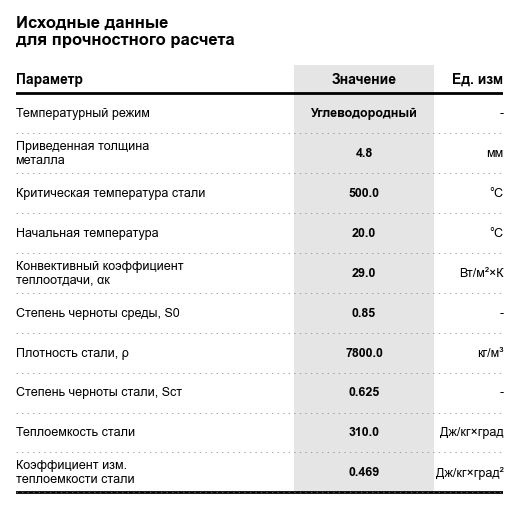 Исходные данные
для прочностного расчета
Параметр Значение Ед. изм
Температурный режим Углеводородный -
Приведенная толщина
металла 4.8 мм
Критическая температура стали 500.0 °C
Начальная температура 20.0 °C
Конвективный коэффициент
теплоотдачи, αк 29.0 Вт/м²×К
Степень черноты среды, S0 0.85 -
Плотность стали, ρ 7800.0 кг/м³
Степень черноты стали, Sст 0.625 -
Теплоемкость стали 310.0 Дж/кг×град
Коэффициент изм.
теплоемкости стали 0.469 Дж/кг×град²